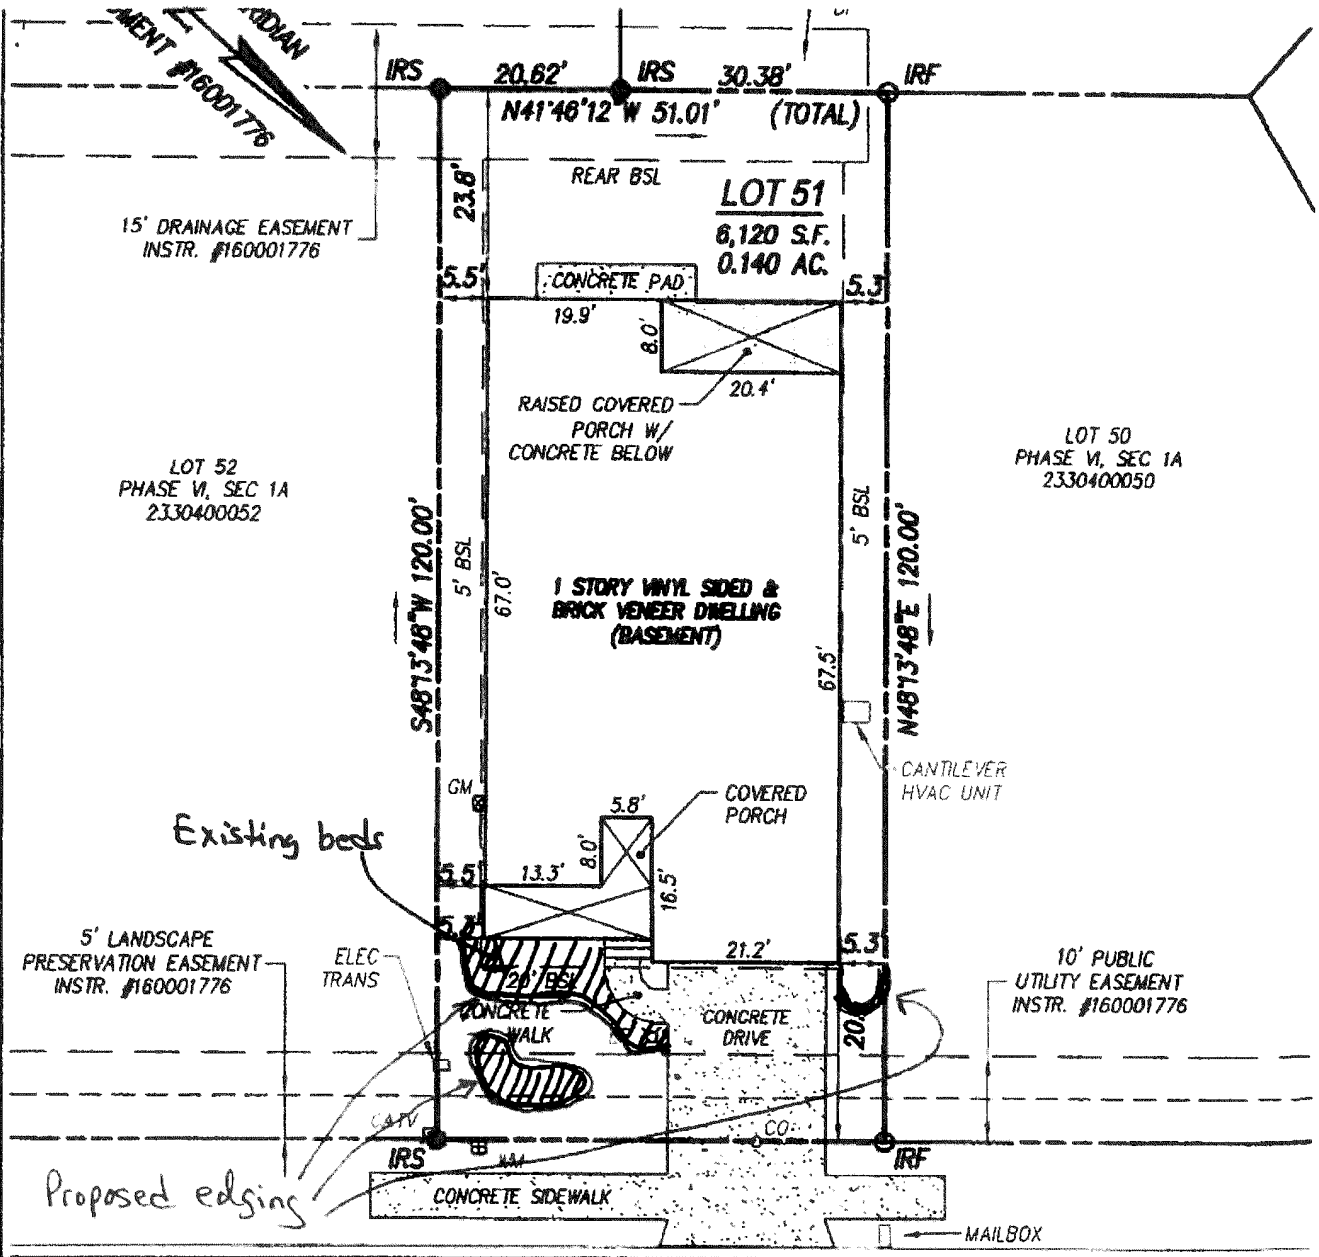 RIDIAN
MENT #16001776
IRS
20.62'
IRS
30.38'
IRF
N41°46'12"W 51.01' (TOTAL)
REAR BSL
23.8'
LOT 51
6,120 S.F.
0.140 AC.
15' DRAINAGE EASEMENT
INSTR. #160001776
5.5'
CONCRETE PAD
5.3'
19.9'
8.0'
20.4'
RAISED COVERED
PORCH W/
CONCRETE BELOW
LOT 52
PHASE VI, SEC 1A
2330400052
LOT 50
PHASE VI, SEC 1A
2330400050
S48°13'48"W 120.00'
5' BSL
67.0'
1 STORY VINYL SIDED &
BRICK VENEER DWELLING
(BASEMENT)
67.5'
5' BSL
N48°13'48"E 120.00'
CANTILEVER
HVAC UNIT
GM
5.8'
COVERED
PORCH
Existing beds
8.0'
13.3'
5.5'
16.5'
21.2'
5.3'
5' LANDSCAPE
PRESERVATION EASEMENT
INSTR. #160001776
ELEC
TRANS
20' BSL
CONCRETE
WALK
CONCRETE
DRIVE
20.
10' PUBLIC
UTILITY EASEMENT
INSTR. #160001776
CATV
CO
IRS
WM
IRF
Proposed edging
CONCRETE SIDEWALK
MAILBOX